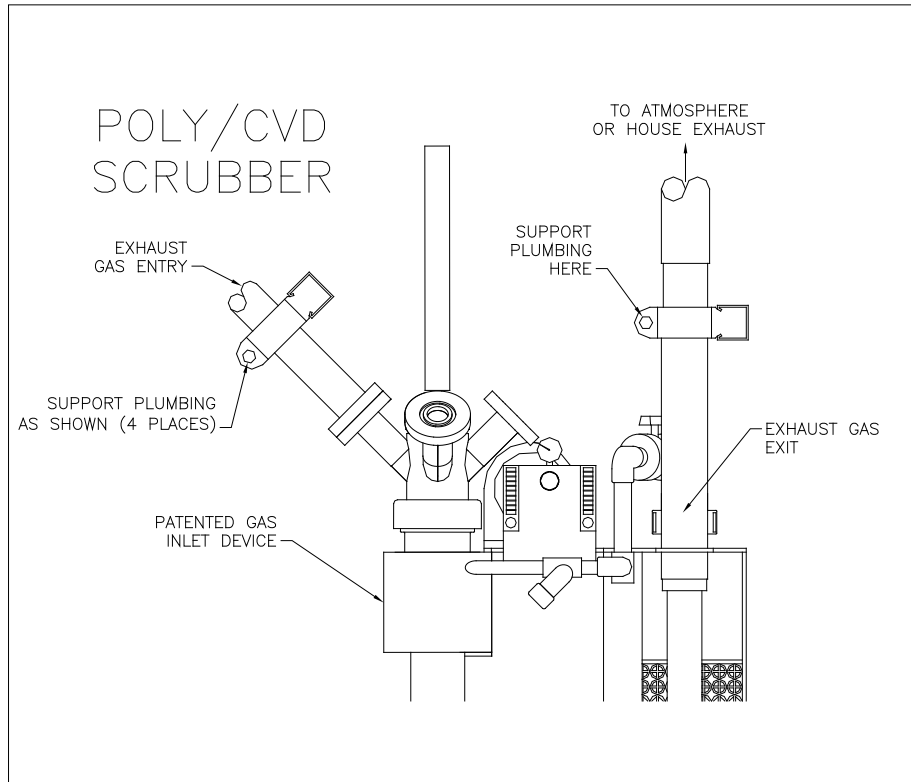 POLY/CVD
SCRUBBER
TO ATMOSPHERE
OR HOUSE EXHAUST
EXHAUST
GAS ENTRY
SUPPORT
PLUMBING
HERE
SUPPORT PLUMBING
AS SHOWN (4 PLACES)
EXHAUST GAS
EXIT
PATENTED GAS
INLET DEVICE